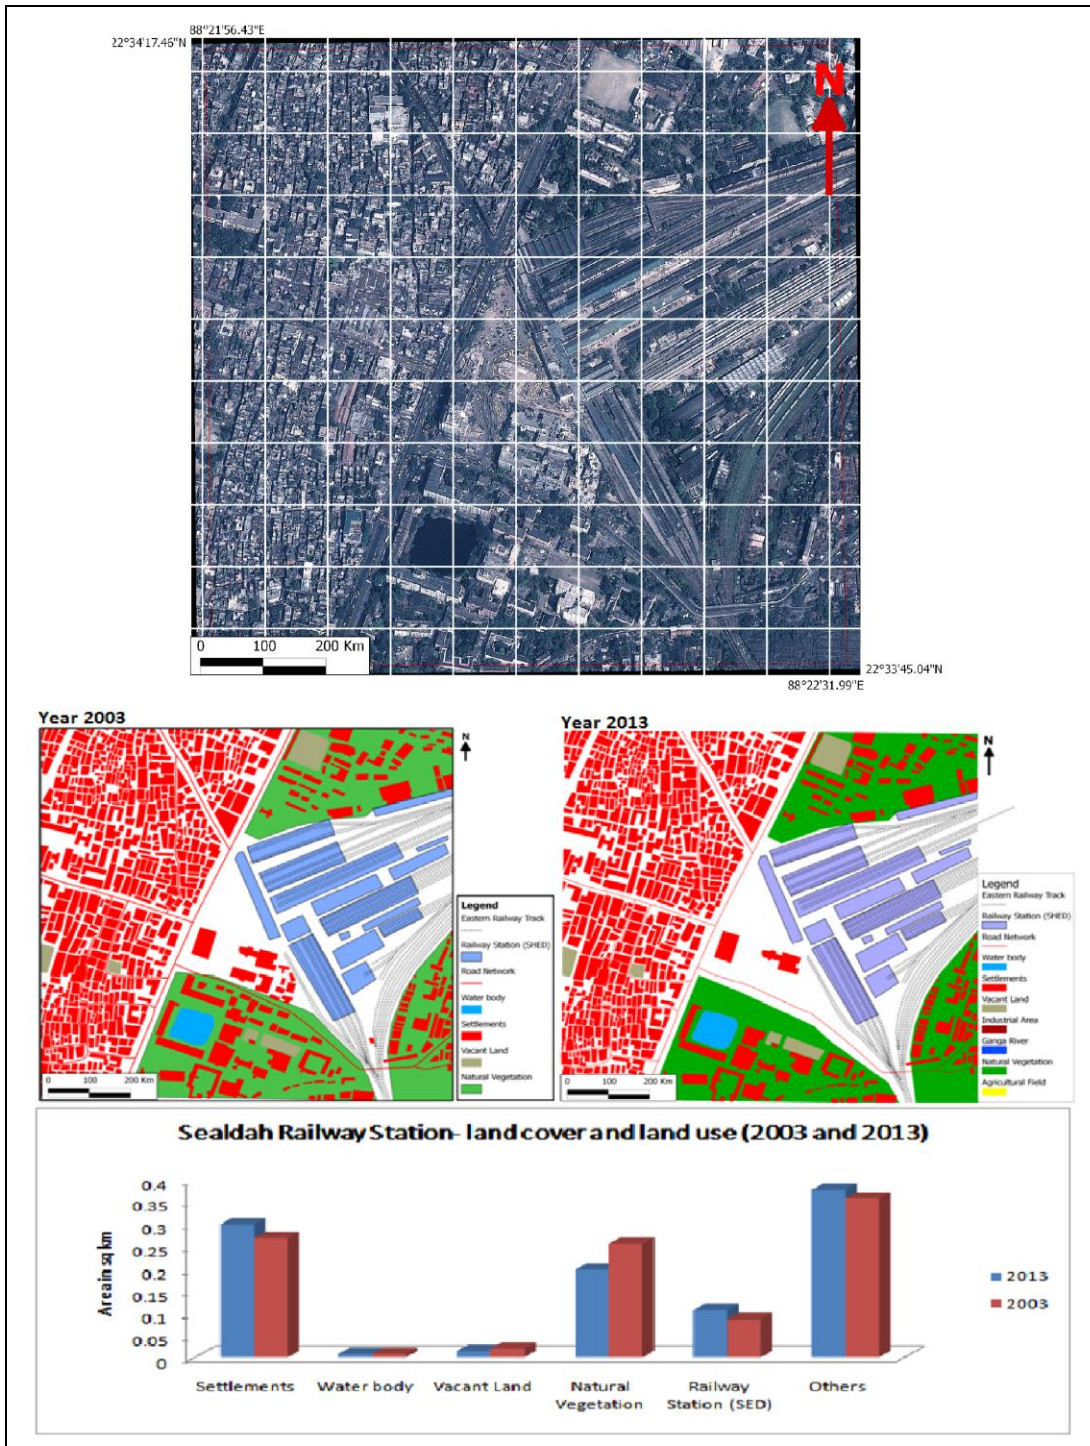 88°21'56.43"E
22°34'17.46"N
N
0 100 200 Km
22°33'45.04"N
88°22'31.99"E
Year 2003
N
Legend
Eastern Railway Track
Railway Station (SHED)
Road Network
Water body
Settlements
Vacant Land
Natural Vegetation
0 100 200 Km
Year 2013
N
Legend
Eastern Railway Track
Railway Station (SHED)
Road Network
Water body
Settlements
Vacant Land
Industrial Area
Ganga River
Natural Vegetation
Agricultural Field
0 100 200 Km
Sealdah Railway Station- land cover and land use (2003 and 2013)
Area in sq km
0.4
0.35
0.3
0.25
0.2
0.15
0.1
0.05
0
Settlements Water body Vacant Land Natural Railway Others
Vegetation Station (SED)
2013
2003